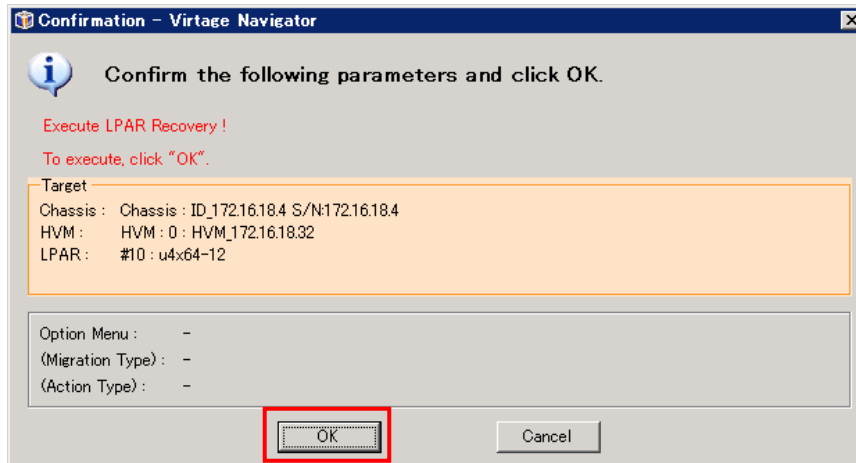 Confirmation - Virtage Navigator
Confirm the following parameters and click OK.
Execute LPAR Recovery !
To execute, click "OK".
Target
Chassis : Chassis : ID_172.16.18.4 S/N:172.16.18.4
HVM : HVM : 0 : HVM_172.16.18.32
LPAR : #10 : u4x64-12
Option Menu : -
(Migration Type) : -
(Action Type) : -
OK Cancel